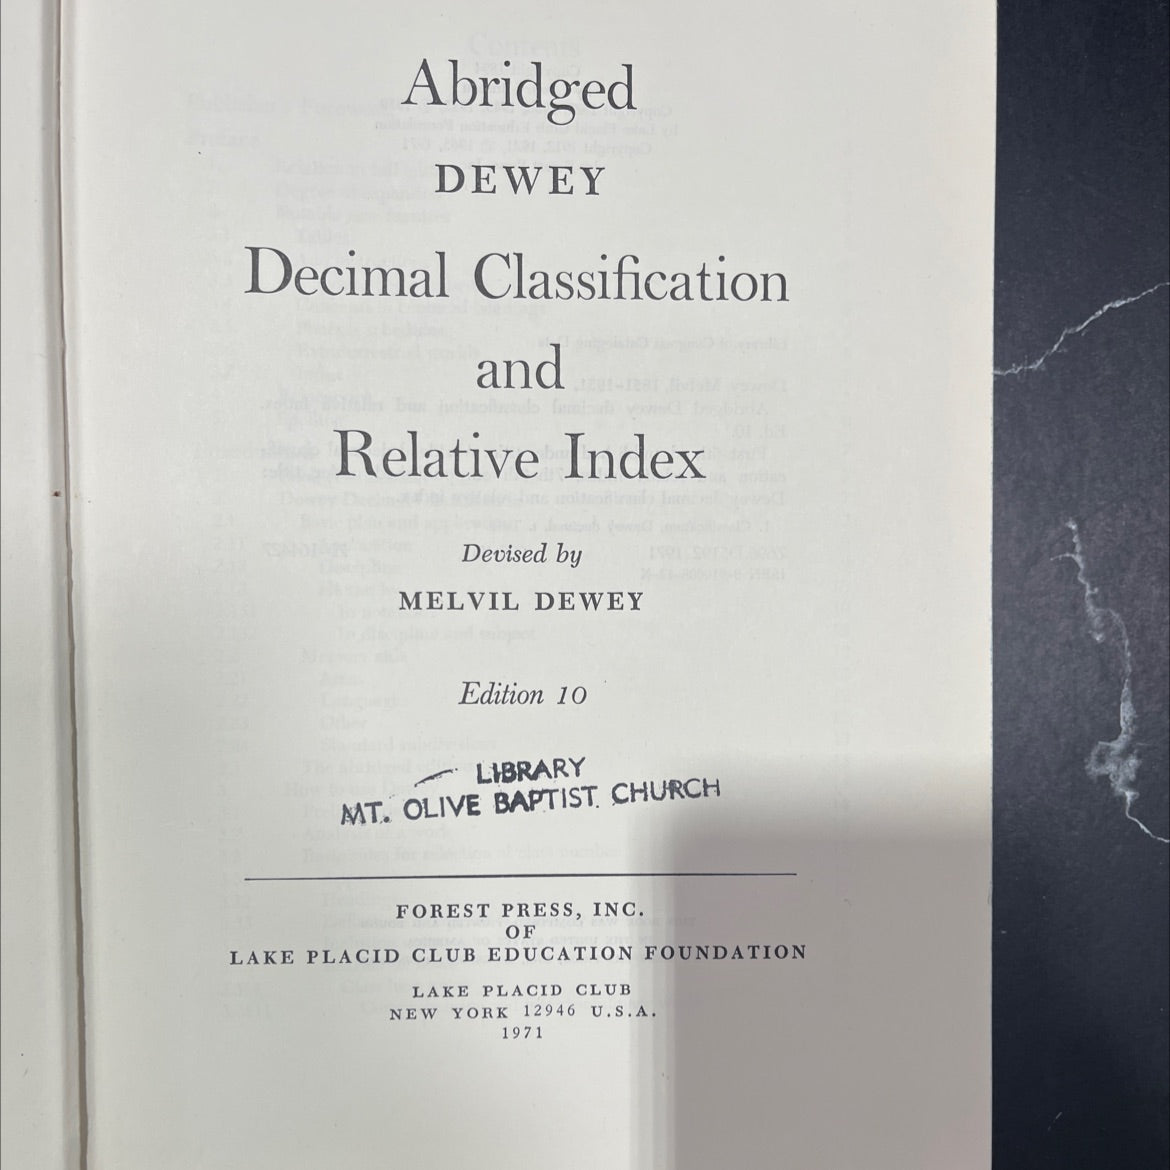 Abridged
DEWEY
Decimal Classification
and
Relative Index
Devised by
MELVIL DEWEY
Edition 10
LIBRARY
MT. OLIVE BAPTIST CHURCH
FOREST PRESS, INC.
OF
LAKE PLACID CLUB EDUCATION FOUNDATION
LAKE PLACID CLUB
NEW YORK 12946 U.S.A.
1971